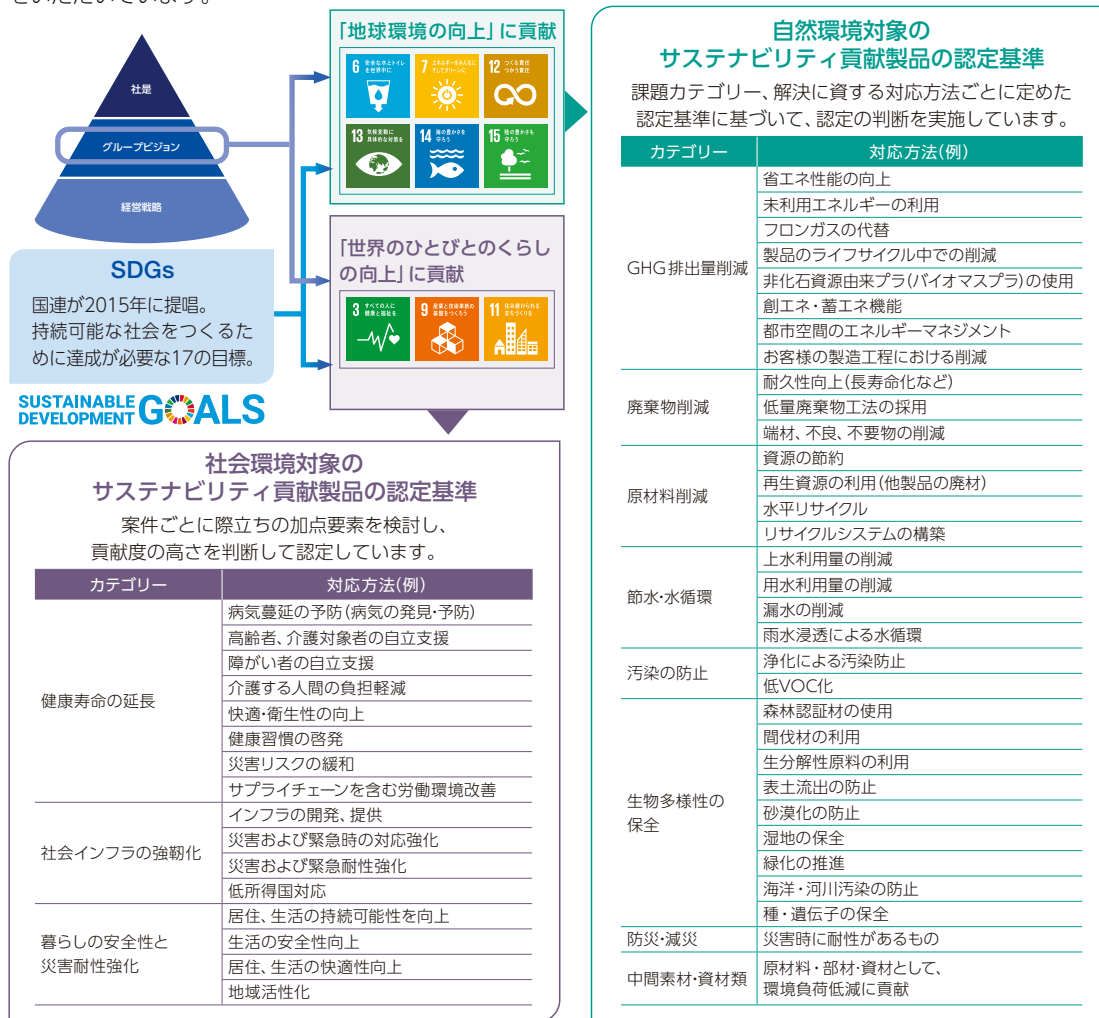 をいただいています。
社是
グループビジョン
経営戦略
SDGs
国連が2015年に提唱。
持続可能な社会をつくるた
めに達成が必要な17の目標。
SUSTAINABLE
DEVELOPMENT GOALS
「地球環境の向上」に貢献
6 安全な水とトイレ
を世界中に
7 エネルギーをみんなに
そしてクリーンに
12 つくる責任
つかう責任
13 気候変動に
具体的な対策を
14 海の豊かさを
守ろう
15 陸の豊かさも
守ろう
「世界のひとびとのくらし
の向上」に貢献
3 すべての人に
健康と福祉を
9 産業と技術革新の
基盤をつくろう
11 住み続けられる
まちづくりを
社会環境対象の
サステナビリティ貢献製品の認定基準
案件ごとに際立ちの加点要素を検討し、
貢献度の高さを判断して認定しています。
カテゴリー 対応方法(例)
健康寿命の延長
病気蔓延の予防(病気の発見・予防)
高齢者、介護対象者の自立支援
障がい者の自立支援
介護する人間の負担軽減
快適・衛生性の向上
健康習慣の啓発
災害リスクの緩和
サプライチェーンを含む労働環境改善
社会インフラの強靭化
インフラの開発、提供
災害および緊急時の対応強化
災害および緊急耐性強化
低所得国対応
暮らしの安全性と
災害耐性強化
居住、生活の持続可能性を向上
生活の安全性向上
居住、生活の快適性向上
地域活性化
自然環境対象の
サステナビリティ貢献製品の認定基準
課題カテゴリー、解決に資する対応方法ごとに定めた
認定基準に基づいて、認定の判断を実施しています。
カテゴリー 対応方法(例)
GHG排出量削減
省エネ性能の向上
未利用エネルギーの利用
フロンガスの代替
製品のライフサイクル中での削減
非化石資源由来プラ(バイオマスプラ)の使用
創エネ・蓄エネ機能
都市空間のエネルギーマネジメント
お客様の製造工程における削減
廃棄物削減
耐久性向上(長寿命化など)
低量廃棄物工法の採用
端材、不良、不要物の削減
原材料削減
資源の節約
再生資源の利用(他製品の廃材)
水平リサイクル
リサイクルシステムの構築
節水・水循環
上水利用量の削減
用水利用量の削減
漏水の削減
雨水浸透による水循環
汚染の防止
浄化による汚染防止
低VOC化
生物多様性の
保全
森林認証材の使用
間伐材の利用
生分解性原料の利用
表土流出の防止
砂漠化の防止
湿地の保全
緑化の推進
海洋・河川汚染の防止
種・遺伝子の保全
防災・減災 災害時に耐性があるもの
中間素材・資材類
原材料・部材・資材として、
環境負荷低減に貢献